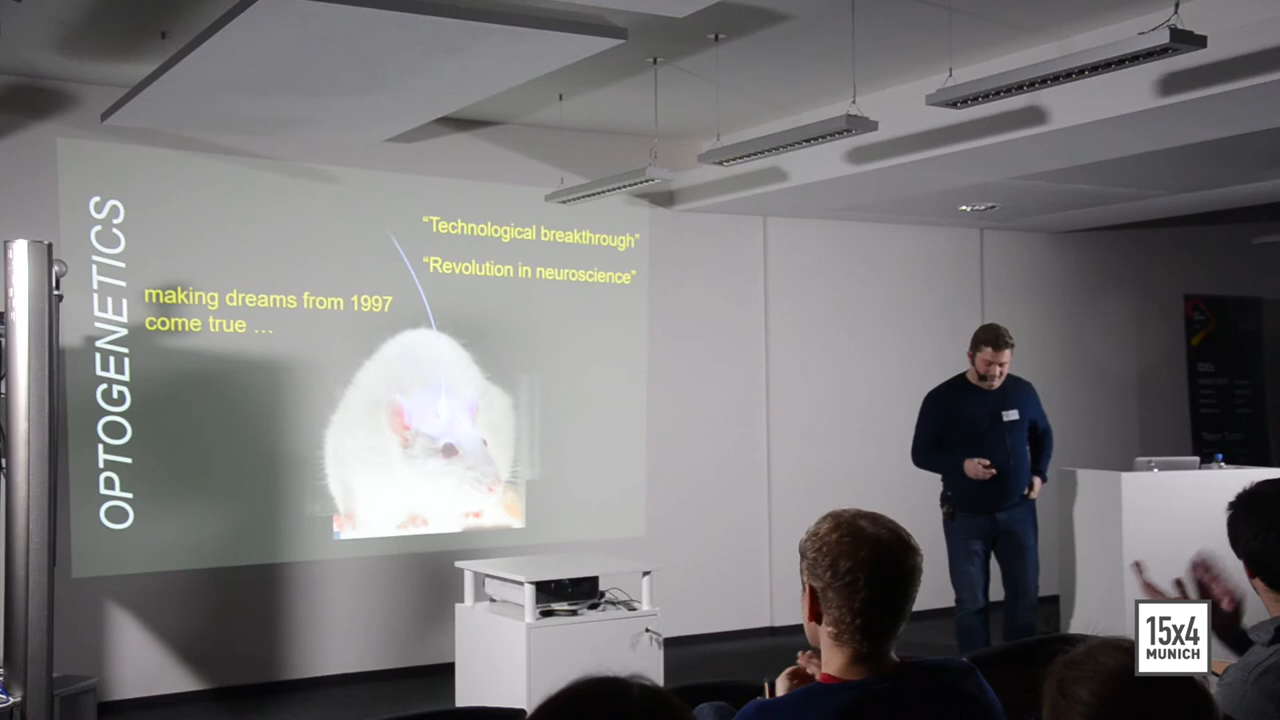 OPTOGENETICS
"Technological breakthrough"
"Revolution in neuroscience"
making dreams from 1997
come true ...
15x4
MUNICH